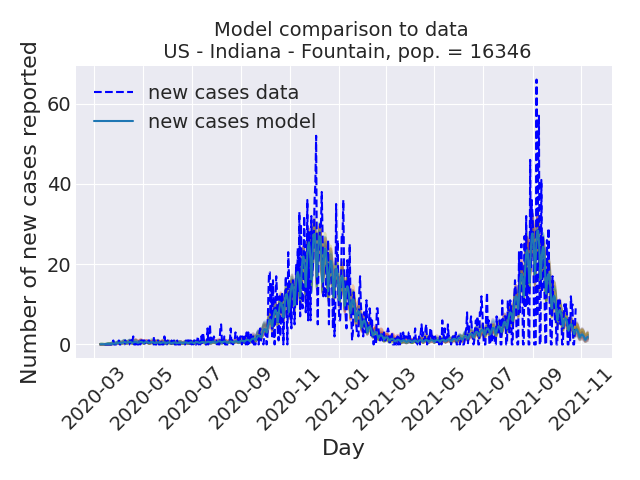 Model comparison to data
US - Indiana - Fountain, pop. = 16346
Number of new cases reported
new cases data
new cases model
60
40
20
0
2020-03
2020-05
2020-07
2020-09
2020-11
2021-01
2021-03
2021-05
2021-07
2021-09
2021-11
Day